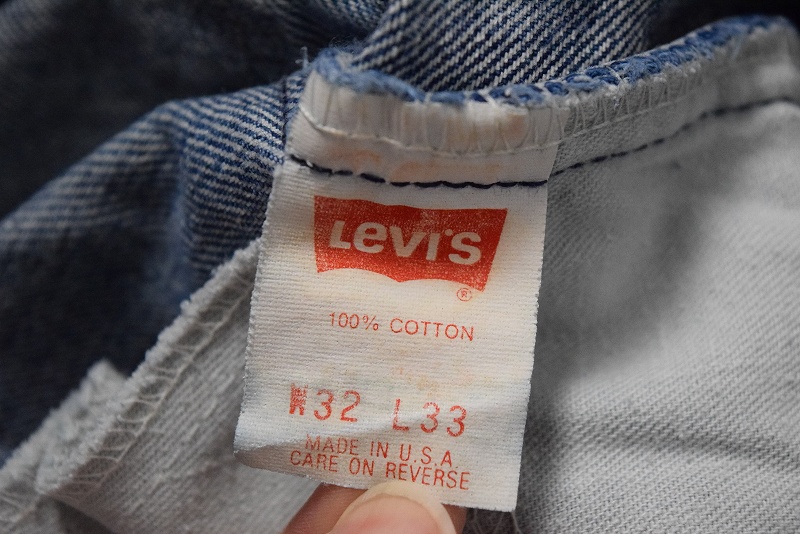 LEVI'S
®
100% COTTON
W32 L33
MADE IN U.S.A.
CARE ON REVERSE